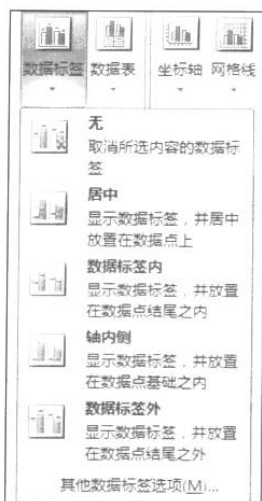 数据标签 数据表 坐标轴 网格线
无
取消所选内容的数据标
签
居中
显示数据标签，并居中
放置在数据点上
数据标签内
显示数据标签，并放置
在数据点结尾之内
轴内侧
显示数据标签，并放置
在数据点基础之内
数据标签外
显示数据标签，并放置
在数据点结尾之外
其他数据标签选项(M)...